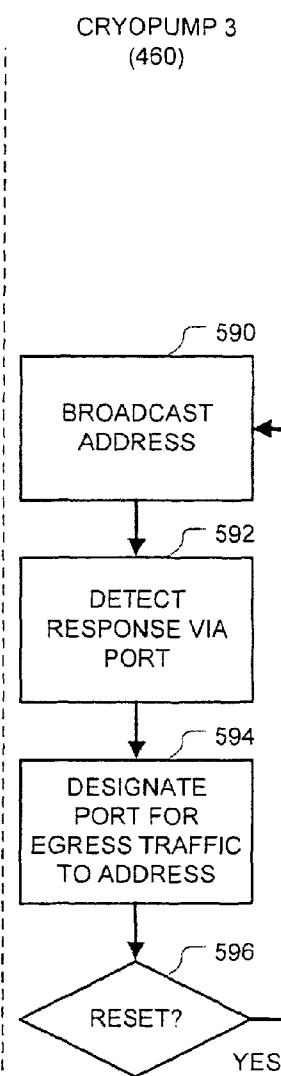 CRYOPUMP 3
(460)
590
BROADCAST
ADDRESS
592
DETECT
RESPONSE VIA
PORT
594
DESIGNATE
PORT FOR
EGRESS TRAFFIC
TO ADDRESS
596
RESET?
YES